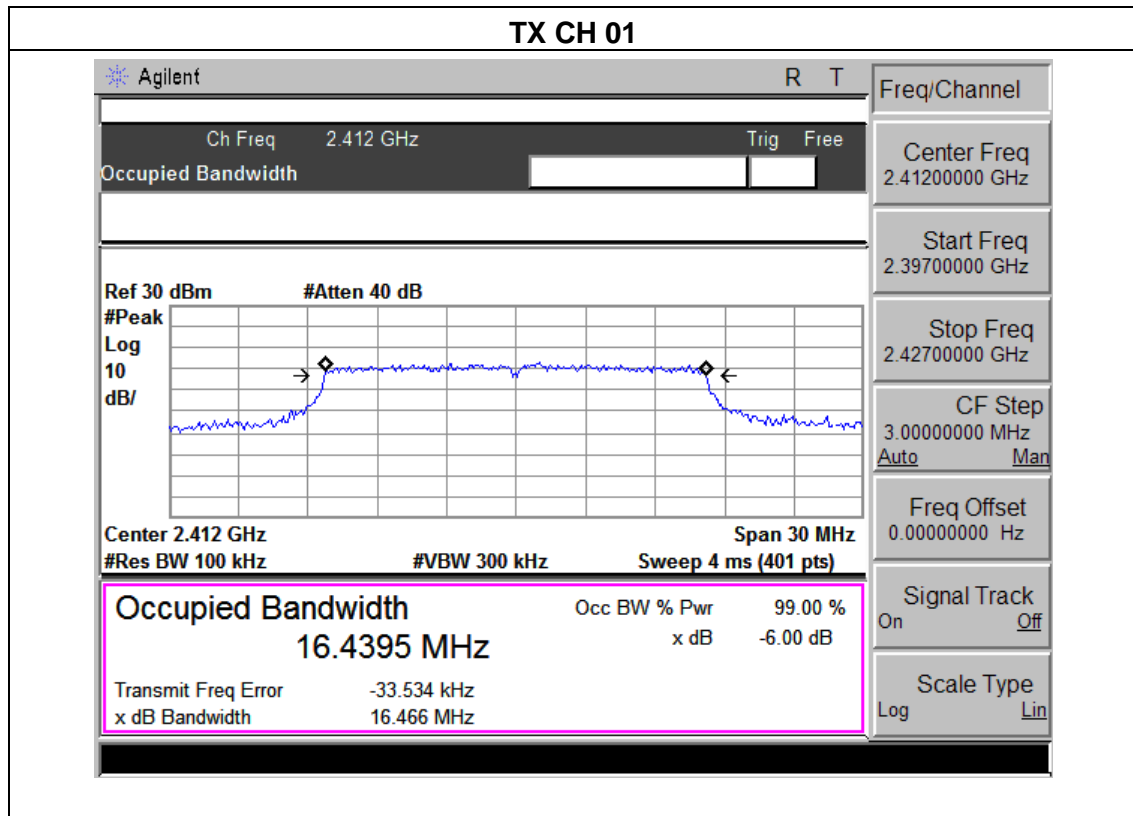 TX CH 01
Agilent R T
Ch Freq 2.412 GHz Trig Free
Occupied Bandwidth
Ref 30 dBm #Atten 40 dB
#Peak
Log
10
dB/
Center 2.412 GHz Span 30 MHz
#Res BW 100 kHz #VBW 300 kHz Sweep 4 ms (401 pts)
Occupied Bandwidth Occ BW % Pwr 99.00 %
16.4395 MHz x dB -6.00 dB
Transmit Freq Error -33.534 kHz
x dB Bandwidth 16.466 MHz
Freq/Channel
Center Freq
2.41200000 GHz
Start Freq
2.39700000 GHz
Stop Freq
2.42700000 GHz
CF Step
3.00000000 MHz
Auto Man
Freq Offset
0.00000000 Hz
Signal Track
On Off
Scale Type
Log Lin